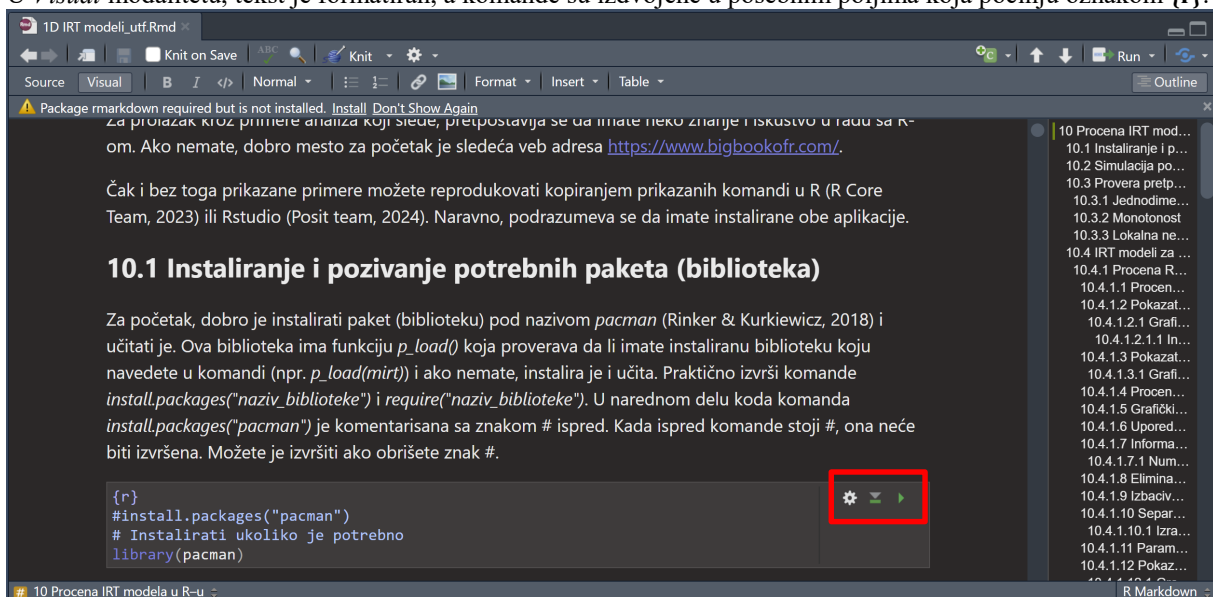 U Visual modalitetu, tekst je formatiran, a komande su izdvojene u posebnim poljima koja počinju oznakom {r}.
1D IRT modeli_utf.Rmd
Knit on Save ABC Knit Run
Source Visual B I </> Normal Format Insert Table Outline
Package rmarkdown required but is not installed. Install Don't Show Again
Za prolazak kroz primere analiza koji slede, pretpostavlja se da imate neko znanje i iskustvo u radu sa R-
om. Ako nemate, dobro mesto za početak je sledeća veb adresa https://www.bigbookofr.com/.
Čak i bez toga prikazane primere možete reprodukovati kopiranjem prikazanih komandi u R (R Core
Team, 2023) ili Rstudio (Posit team, 2024). Naravno, podrazumeva se da imate instalirane obe aplikacije.
10.1 Instaliranje i pozivanje potrebnih paketa (biblioteka)
Za početak, dobro je instalirati paket (biblioteku) pod nazivom pacman (Rinker & Kurkiewicz, 2018) i
učitati je. Ova biblioteka ima funkciju p_load() koja proverava da li imate instaliranu biblioteku koju
navedete u komandi (npr. p_load(mirt)) i ako nemate, instalira je i učita. Praktično izvrši komande
install.packages("naziv_biblioteke") i require("naziv_biblioteke"). U narednom delu koda komanda
install.packages("pacman") je komentarisana sa znakom # ispred. Kada ispred komande stoji #, ona neće
biti izvršena. Možete je izvršiti ako obrišete znak #.
{r}
#install.packages("pacman")
# Instalirati ukoliko je potrebno
library(pacman)
10 Procena IRT mod...
10.1 Instaliranje i p...
10.2 Simulacija po...
10.3 Provera pretp...
10.3.1 Jednodime...
10.3.2 Monotonost
10.3.3 Lokalna ne...
10.4 IRT modeli za ...
10.4.1 Procena R...
10.4.1.1 Procen...
10.4.1.2 Pokazat...
10.4.1.2.1 Grafi...
10.4.1.2.1.1 In...
10.4.1.3 Pokazat...
10.4.1.3.1 Grafi...
10.4.1.4 Procen...
10.4.1.5 Grafički...
10.4.1.6 Upored...
10.4.1.7 Informa...
10.4.1.7.1 Num...
10.4.1.8 Elimina...
10.4.1.9 Izbaciv...
10.4.1.10 Separ...
10.4.1.10.1 Izra...
10.4.1.11 Param...
10.4.1.12 Pokaz...
# 10 Procena IRT modela u R–u R Markdown